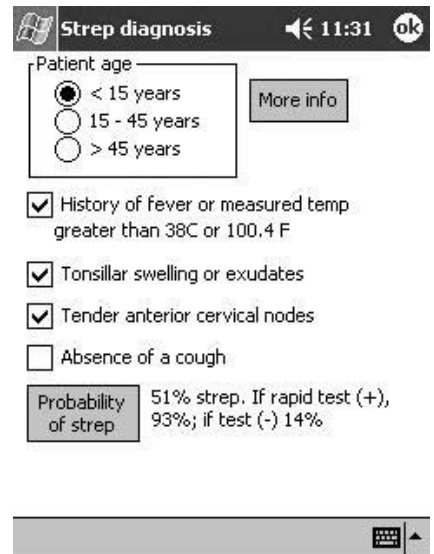 Strep diagnosis 11:31 ok
Patient age
< 15 years
15 - 45 years
> 45 years
More info
History of fever or measured temp
greater than 38C or 100.4 F
Tonsillar swelling or exudates
Tender anterior cervical nodes
Absence of a cough
Probability
of strep
51% strep. If rapid test (+),
93%; if test (-) 14%